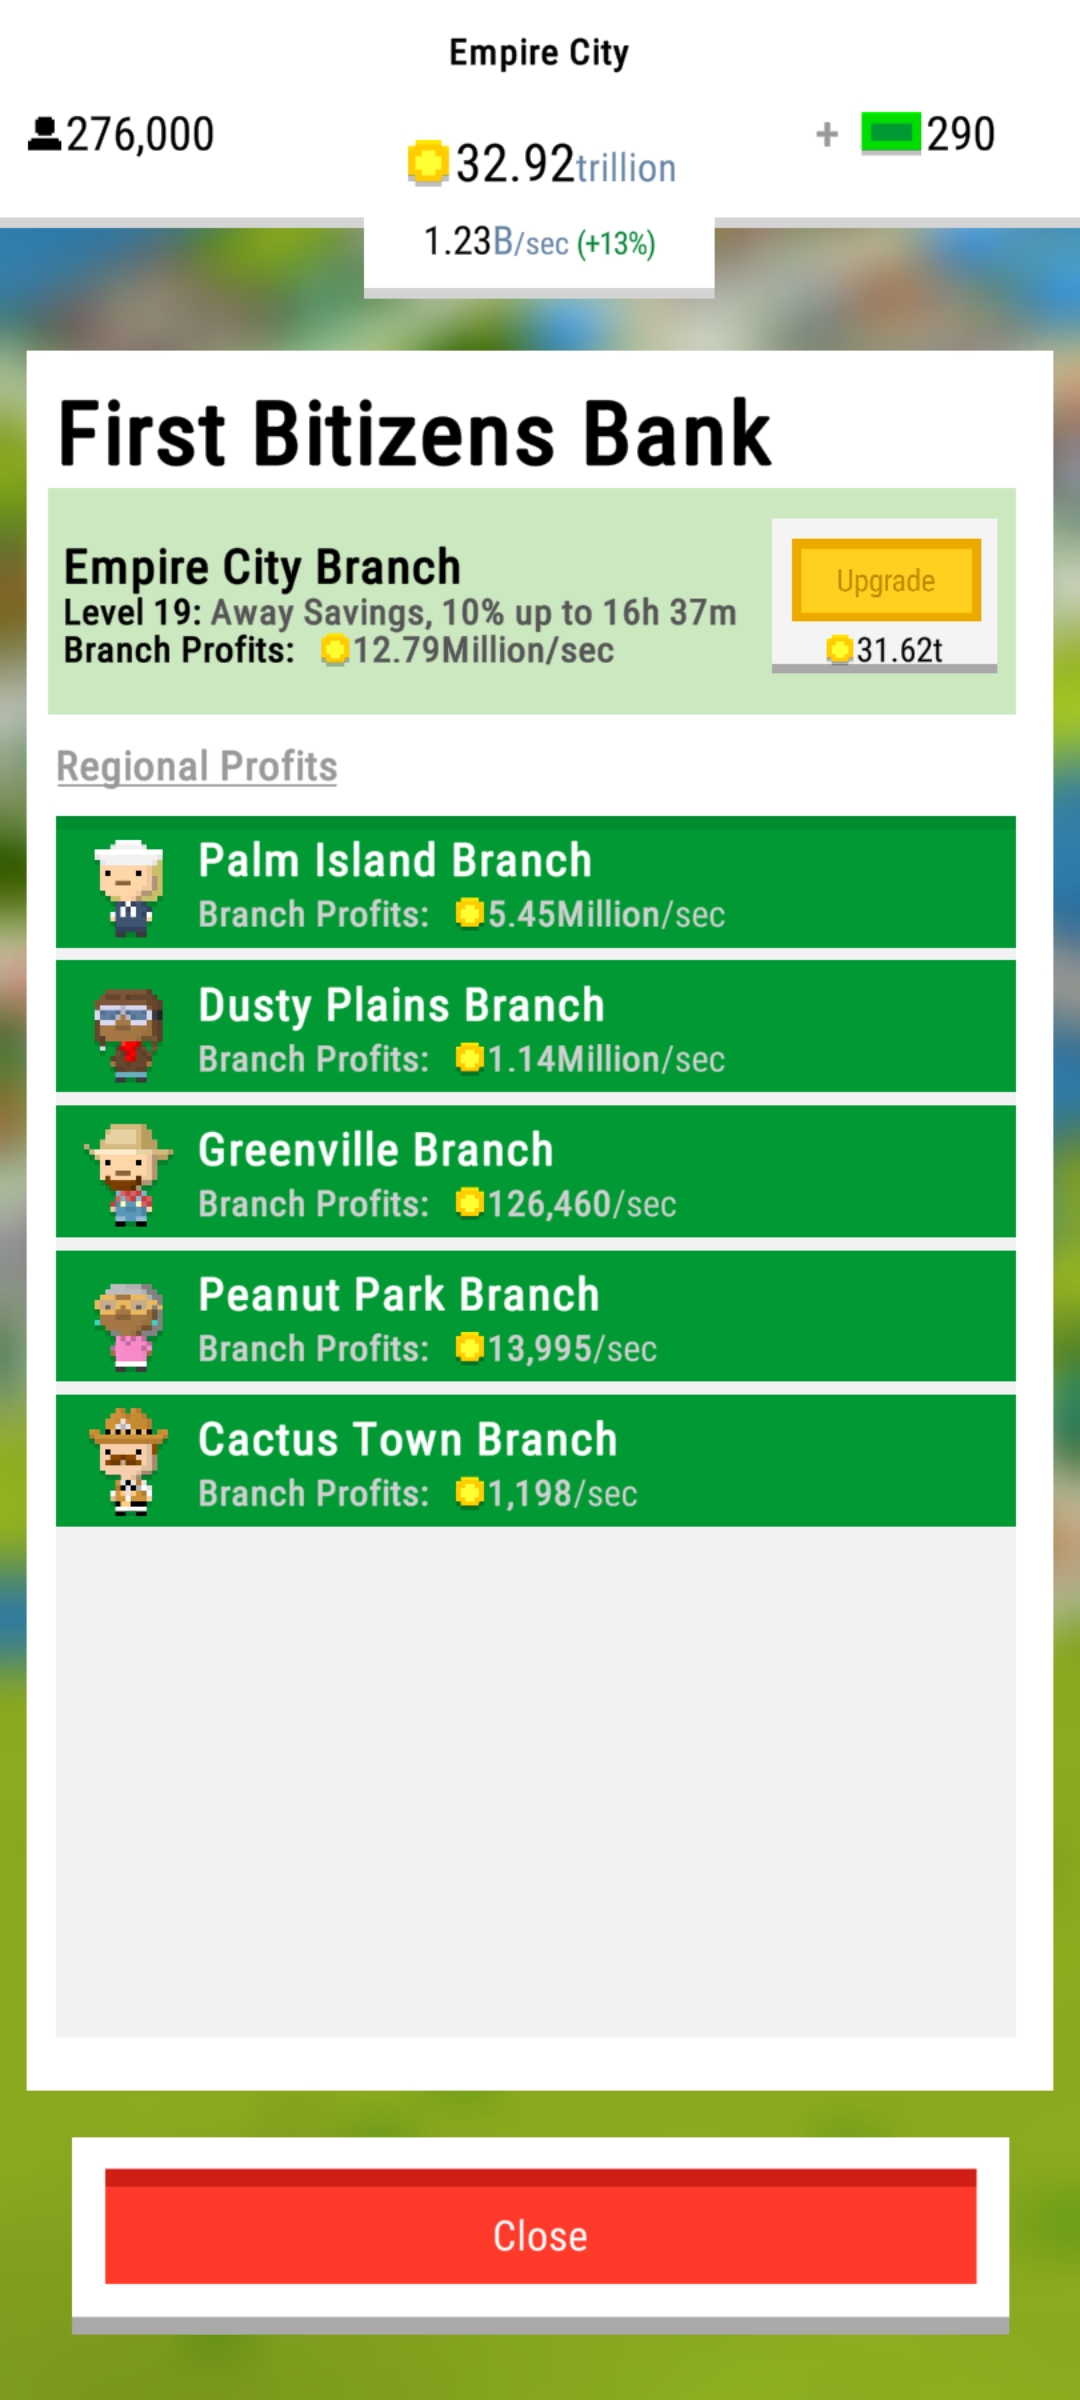 Empire City
276,000
+ 290
32.92trillion
1.23B/sec (+13%)
First Bitizens Bank
Empire City Branch
Level 19: Away Savings, 10% up to 16h 37m
Branch Profits: 12.79Million/sec
Upgrade
31.62t
Regional Profits
Palm Island Branch
Branch Profits: 5.45Million/sec
Dusty Plains Branch
Branch Profits: 1.14Million/sec
Greenville Branch
Branch Profits: 126,460/sec
Peanut Park Branch
Branch Profits: 13,995/sec
Cactus Town Branch
Branch Profits: 1,198/sec
Close